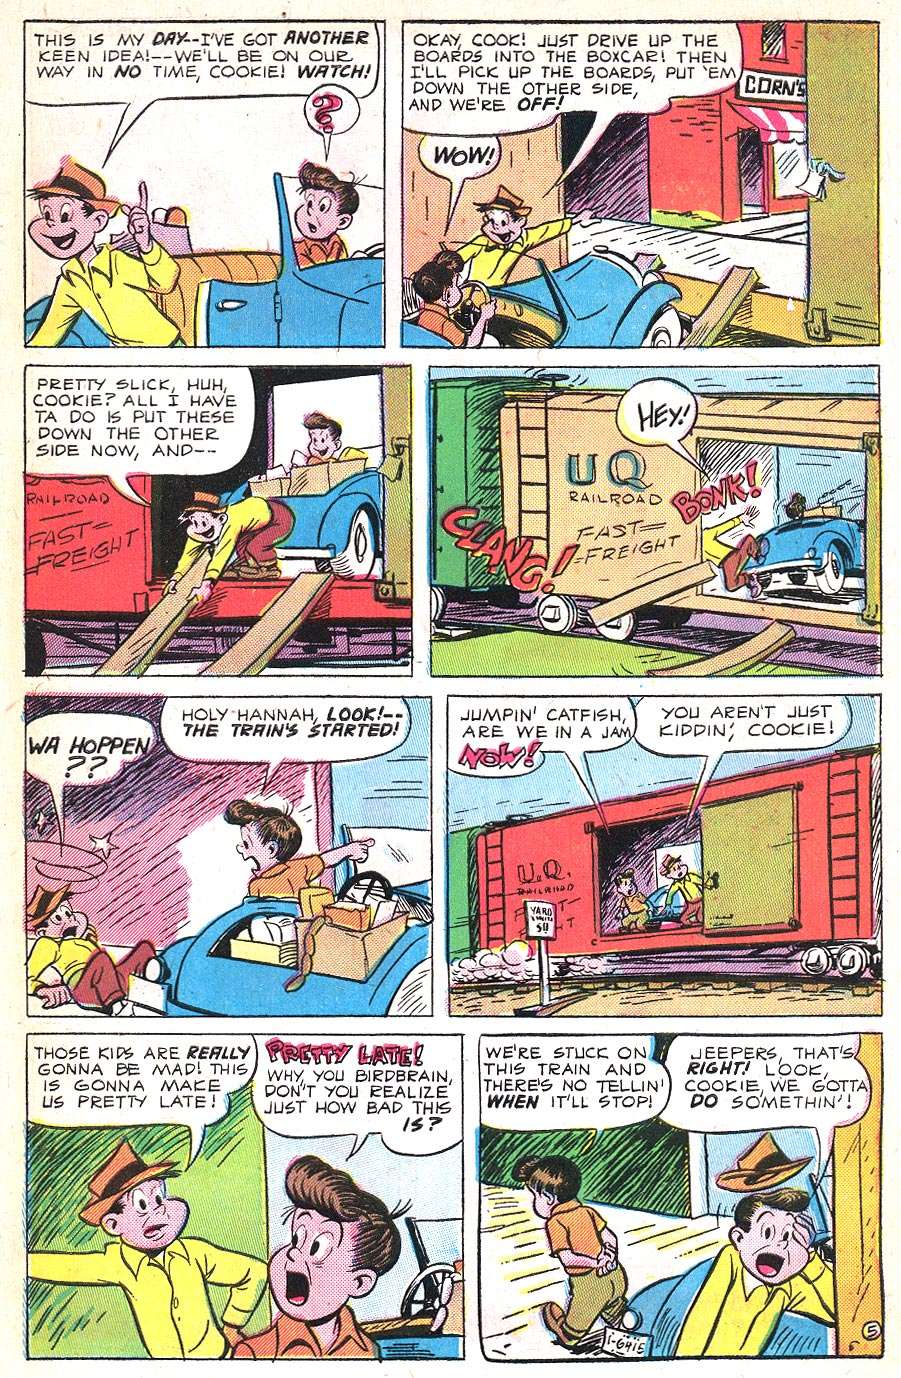 THIS IS MY DAY--I'VE GOT ANOTHER
KEEN IDEA!--WE'LL BE ON OUR
WAY IN NO TIME, COOKIE! WATCH!
?
OKAY, COOK! JUST DRIVE UP THE
BOARDS INTO THE BOXCAR! THEN
I'LL PICK UP THE BOARDS, PUT 'EM
DOWN THE OTHER SIDE,
AND WE'RE OFF!
WOW!
CORN'S
PRETTY SLICK, HUH,
COOKIE? ALL I HAVE
TA DO IS PUT THESE
DOWN THE OTHER
SIDE NOW, AND--
RAILROAD
FAST
FREIGHT
HEY!
UQ
RAILROAD
FAST
FREIGHT
BONK!
CLANG!
WA HOPPEN
??
HOLY HANNAH, LOOK!--
THE TRAIN'S STARTED!
JUMPIN' CATFISH,
ARE WE IN A JAM
NOW!
YOU AREN'T JUST
KIDDIN', COOKIE!
U.Q.
RAILROAD
YARD
THOSE KIDS ARE REALLY
GONNA BE MAD! THIS
IS GONNA MAKE
US PRETTY LATE!
PRETTY LATE!
WHY, YOU BIRDBRAIN,
DON'T YOU REALIZE
JUST HOW BAD THIS
IS?
WE'RE STUCK ON
THIS TRAIN AND
THERE'S NO TELLIN'
WHEN IT'LL STOP!
JEEPERS, THAT'S
RIGHT! LOOK,
COOKIE, WE GOTTA
DO SOMETHIN'!
1-641E
5